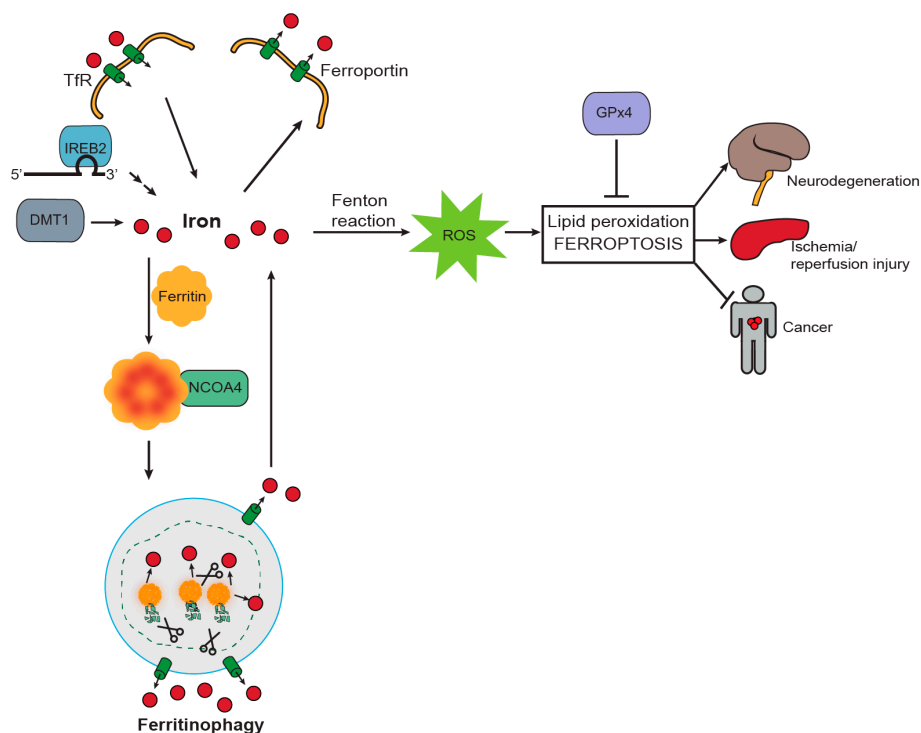 TfR
Ferroportin
IREB2
5’
3’
DMT1
Iron
Fenton
reaction
ROS
GPx4
Lipid peroxidation
FERROPTOSIS
Neurodegeneration
Ischemia/
reperfusion injury
Cancer
Ferritin
NCOA4
Ferritinophagy